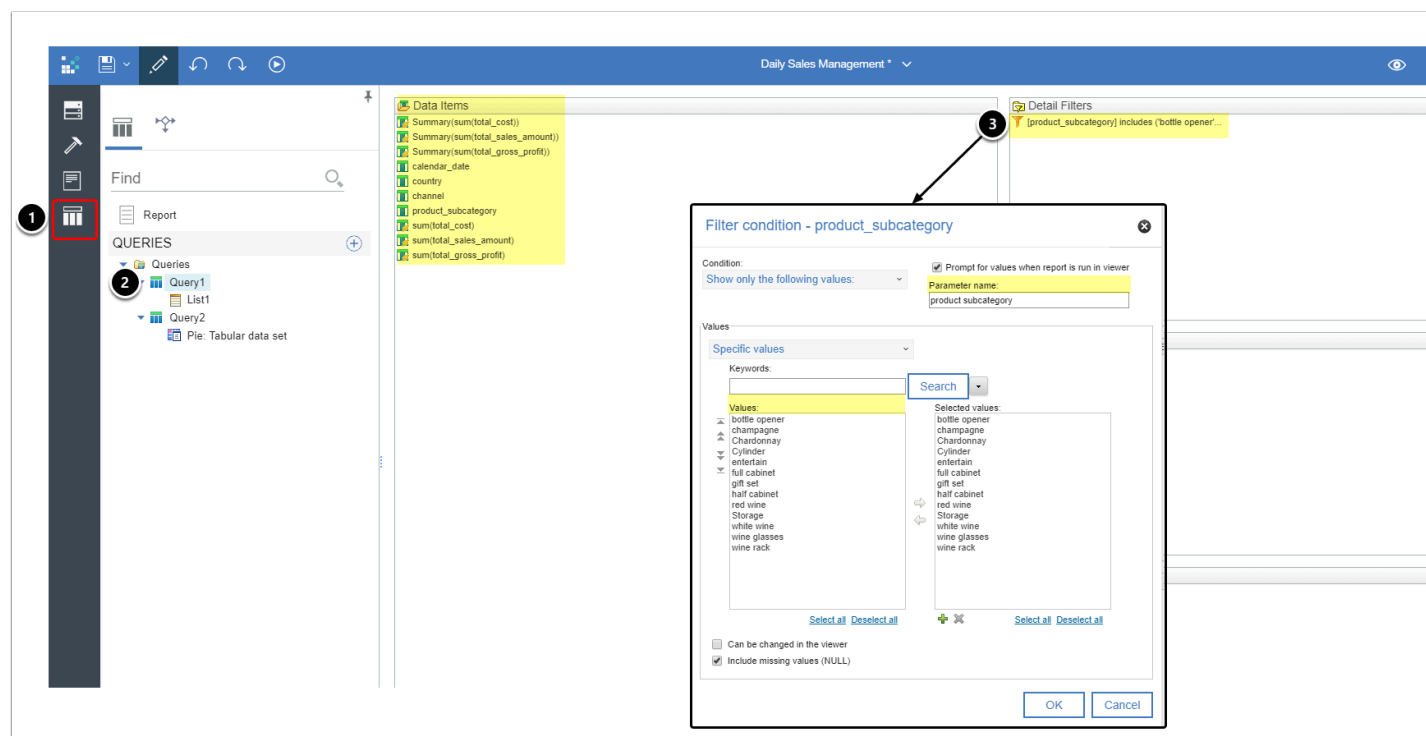 Daily Sales Management *
1
2
3
Find
Report
QUERIES
Queries
Query1
List1
Query2
Pie: Tabular data set
Data Items
Summary(sum(total_cost))
Summary(sum(total_sales_amount))
Summary(sum(total_gross_profit))
calendar_date
country
channel
product_subcategory
sum(total_cost)
sum(total_sales_amount)
sum(total_gross_profit)
Detail Filters
[product_subcategory] includes ('bottle opener'...
Filter condition - product_subcategory
Condition:
Show only the following values:
Prompt for values when report is run in viewer
Parameter name:
product subcategory
Values
Specific values
Keywords:
Search
Values:
bottle opener
champagne
Chardonnay
Cylinder
entertain
full cabinet
gift set
half cabinet
red wine
Storage
white wine
wine glasses
wine rack
Select all Deselect all
Selected values:
bottle opener
champagne
Chardonnay
Cylinder
entertain
full cabinet
gift set
half cabinet
red wine
Storage
white wine
wine glasses
wine rack
Select all Deselect all
Can be changed in the viewer
Include missing values (NULL)
OK
Cancel